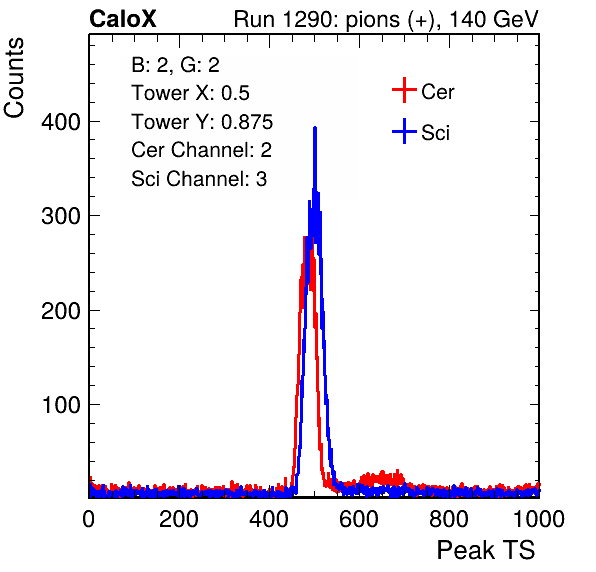 CaloX Run 1290: pions (+), 140 GeV
Counts
B: 2, G: 2
Tower X: 0.5
Tower Y: 0.875
Cer Channel: 2
Sci Channel: 3
Cer
Sci
400
300
200
100
0 200 400 600 800 1000
Peak TS